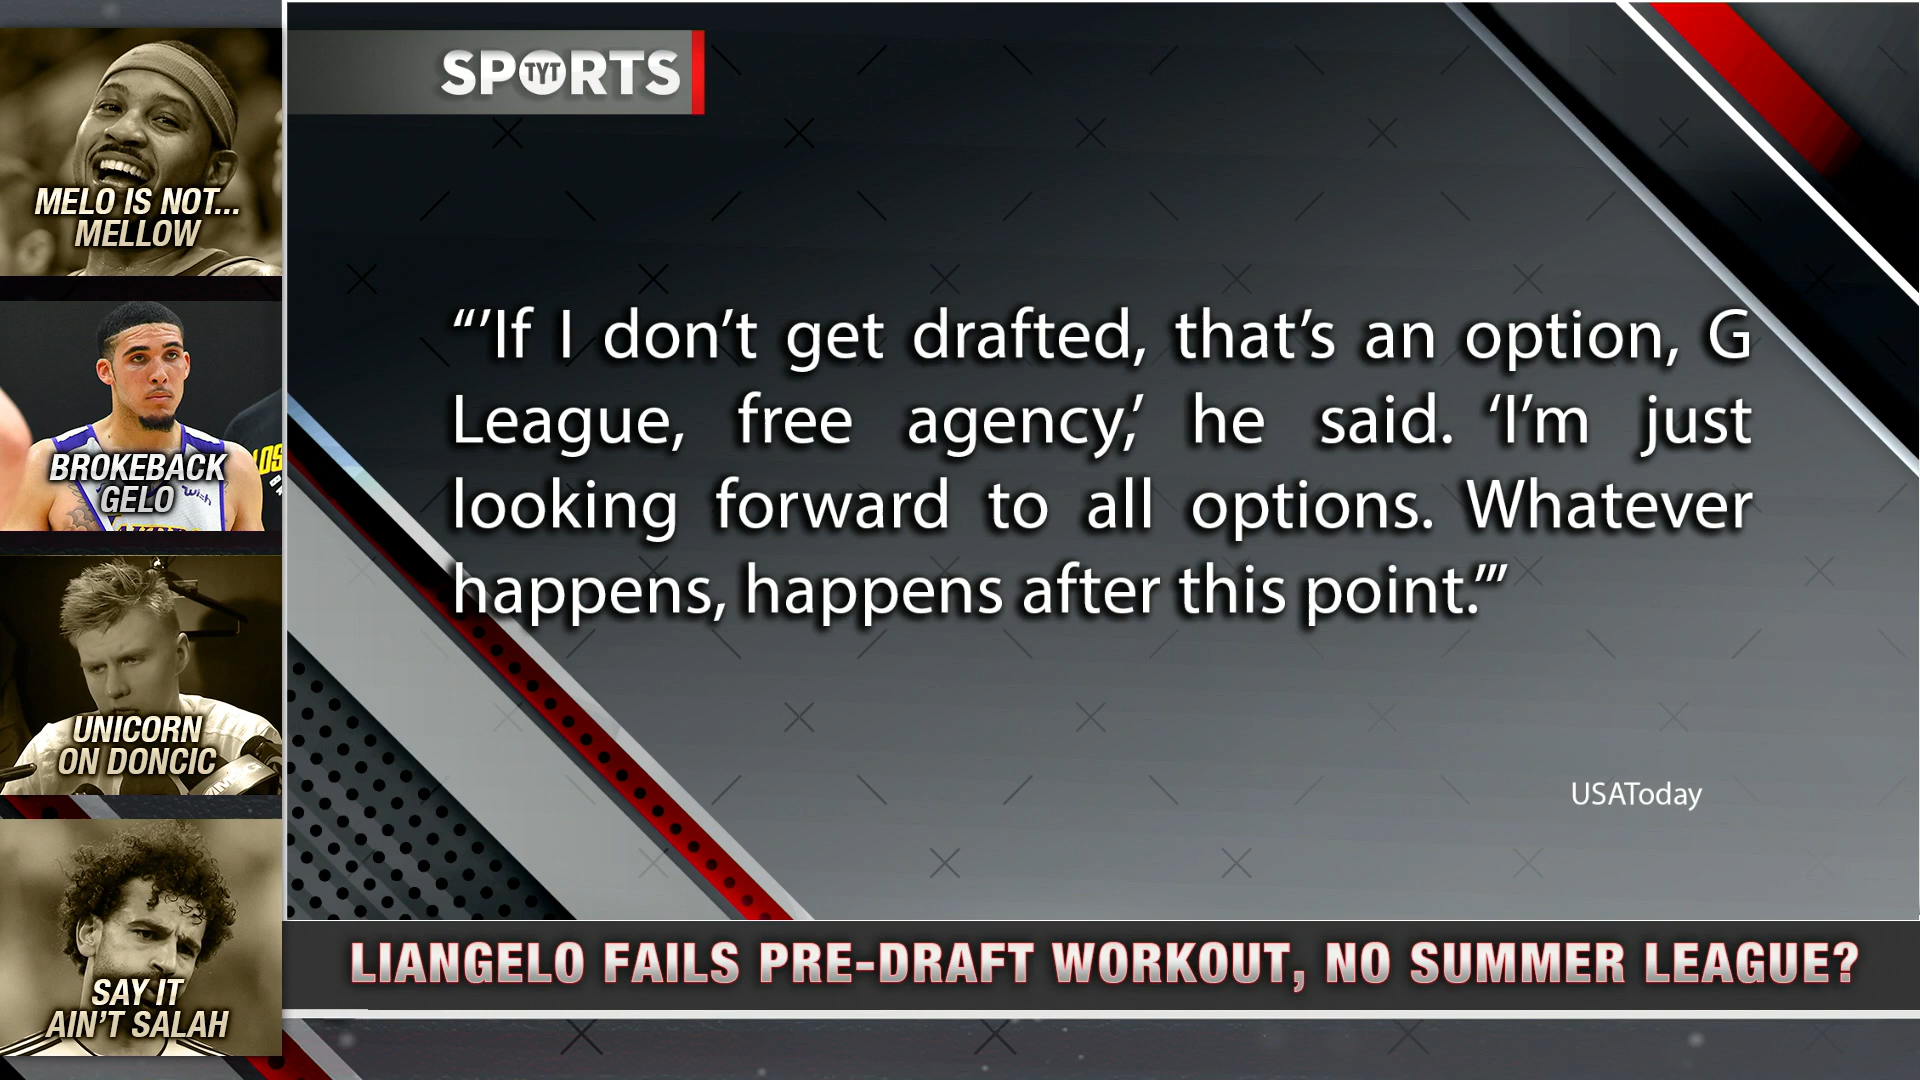 MELO IS NOT...
MELLOW
BROKEBACK
GELO
UNICORN
ON DONCIC
SAY IT
AIN'T SALAH
SPORTS
TYT
“’If I don’t get drafted, that’s an option, G
League, free agency,’ he said. ‘I’m just
looking forward to all options. Whatever
happens, happens after this point.’”
USAToday
LIANGELO FAILS PRE-DRAFT WORKOUT, NO SUMMER LEAGUE?
wish